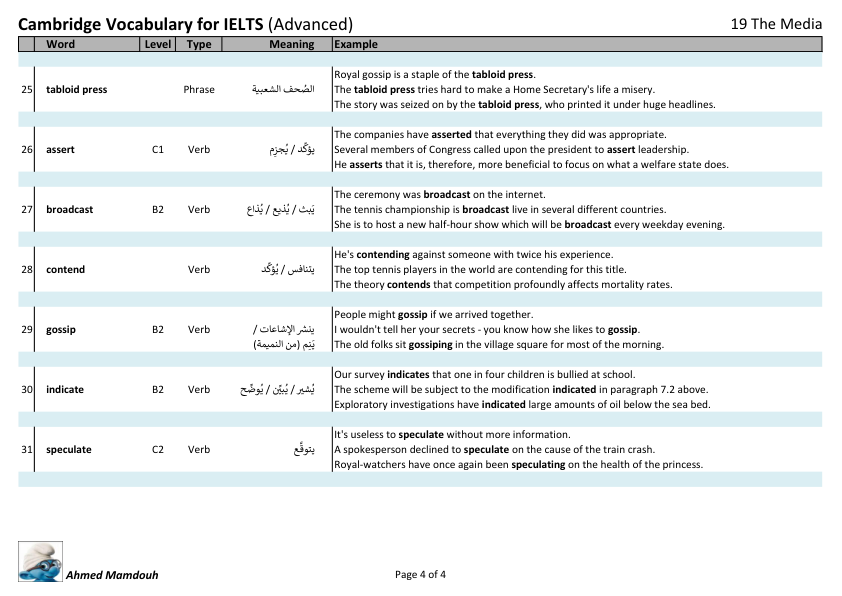 Cambridge Vocabulary for IELTS (Advanced) 19 The Media
Word Level Type Meaning Example
25 tabloid press Phrase الصُحف الشعبية
Royal gossip is a staple of the tabloid press.
The tabloid press tries hard to make a Home Secretary's life a misery.
The story was seized on by the tabloid press, who printed it under huge headlines.
26 assert C1 Verb يؤكَّد / يُجزِم
The companies have asserted that everything they did was appropriate.
Several members of Congress called upon the president to assert leadership.
He asserts that it is, therefore, more beneficial to focus on what a welfare state does.
27 broadcast B2 Verb يَبث / يُذيع / يُذاع
The ceremony was broadcast on the internet.
The tennis championship is broadcast live in several different countries.
She is to host a new half-hour show which will be broadcast every weekday evening.
28 contend Verb يتنافس / يُؤكَّد
He's contending against someone with twice his experience.
The top tennis players in the world are contending for this title.
The theory contends that competition profoundly affects mortality rates.
29 gossip B2 Verb ينشر الإشاعات /
يَنِم (من النميمة)
People might gossip if we arrived together.
I wouldn't tell her your secrets - you know how she likes to gossip.
The old folks sit gossiping in the village square for most of the morning.
30 indicate B2 Verb يُشير / يُبيِّن / يُوضِّح
Our survey indicates that one in four children is bullied at school.
The scheme will be subject to the modification indicated in paragraph 7.2 above.
Exploratory investigations have indicated large amounts of oil below the sea bed.
31 speculate C2 Verb يتوقَّع
It's useless to speculate without more information.
A spokesperson declined to speculate on the cause of the train crash.
Royal-watchers have once again been speculating on the health of the princess.
Ahmed Mamdouh Page 4 of 4